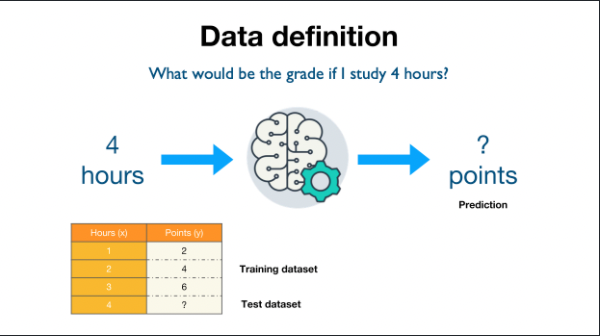 Data definition
What would be the grade if I study 4 hours?
4
hours
?
points
Prediction
Hours (x) Points (y)
1 2
2 4
3 6
4 ?
Training dataset
Test dataset